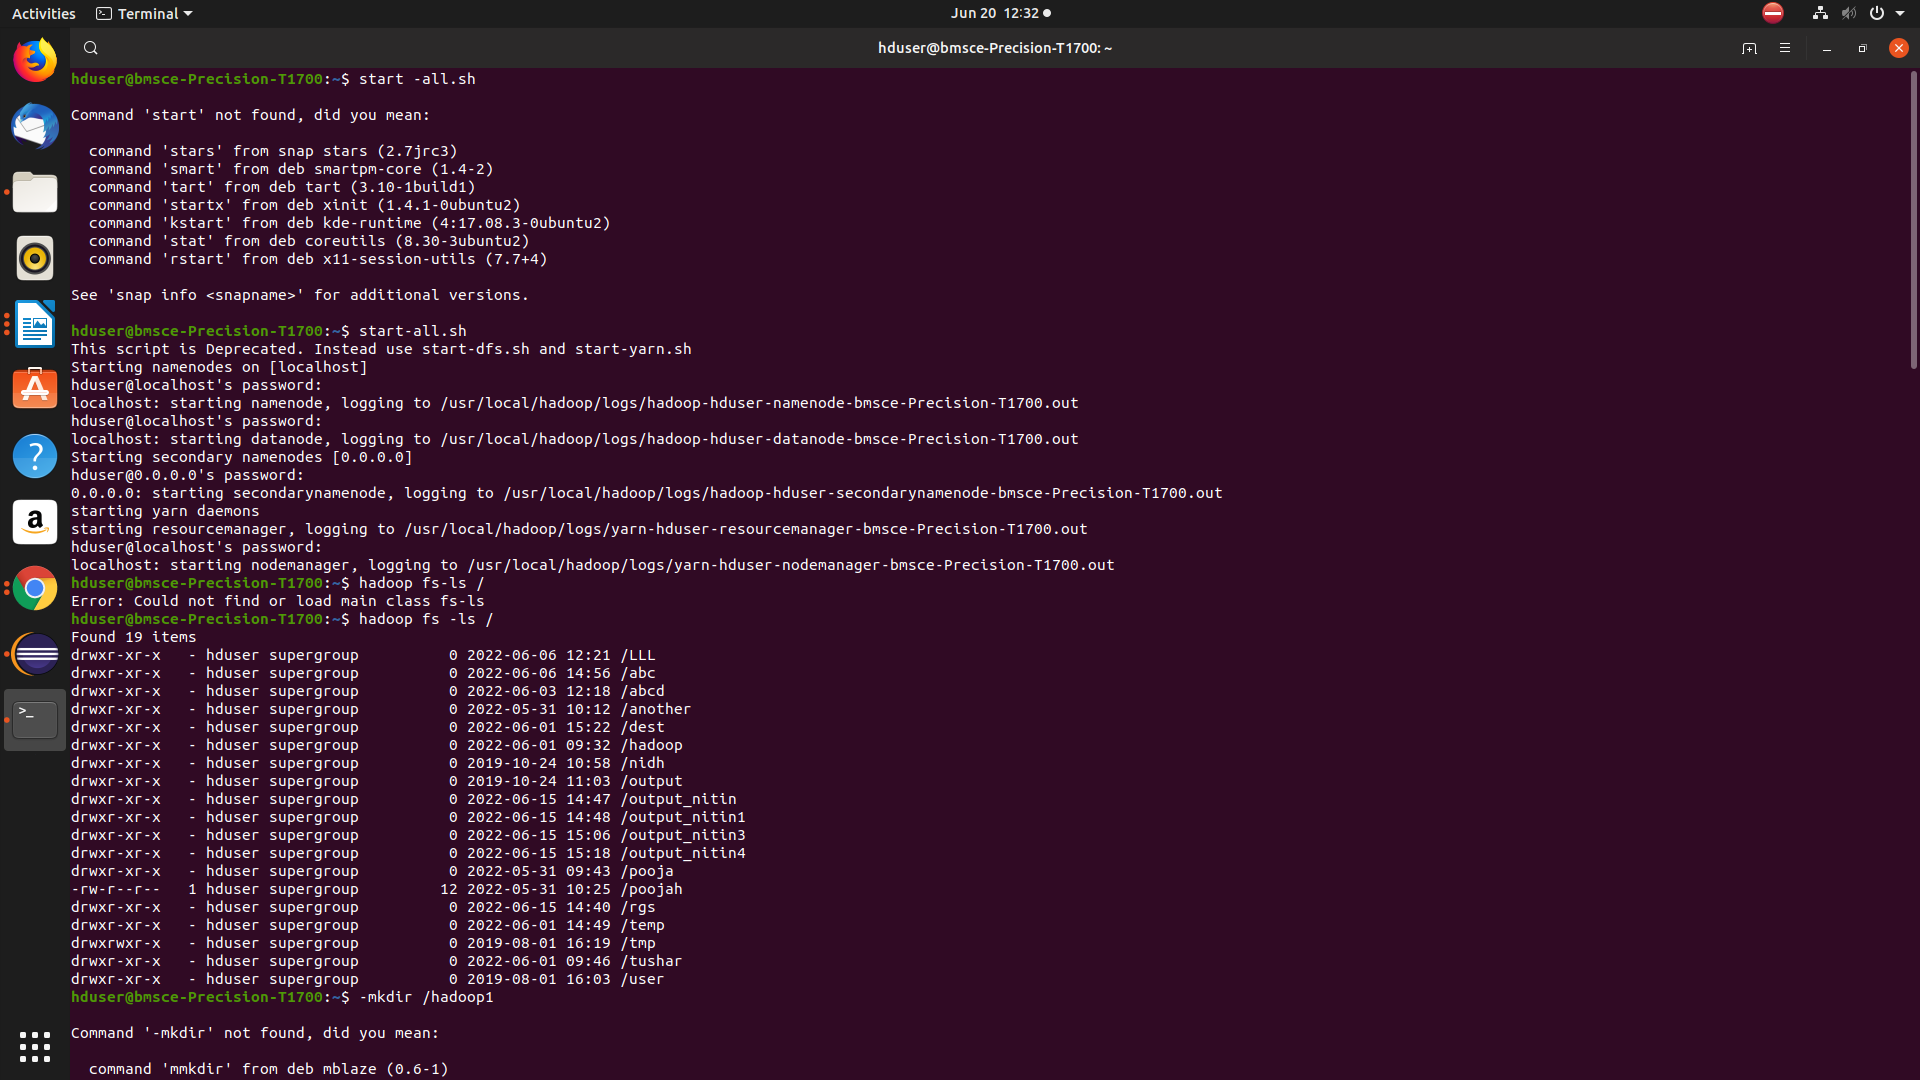 Activities Terminal Jun 20 12:32
hduser@bmsce-Precision-T1700: ~
hduser@bmsce-Precision-T1700:~$ start -all.sh
Command 'start' not found, did you mean:
command 'stars' from snap stars (2.7jrc3)
command 'smart' from deb smartpm-core (1.4-2)
command 'tart' from deb tart (3.10-1build1)
command 'startx' from deb xinit (1.4.1-0ubuntu2)
command 'kstart' from deb kde-runtime (4:17.08.3-0ubuntu2)
command 'stat' from deb coreutils (8.30-3ubuntu2)
command 'rstart' from deb x11-session-utils (7.7+4)
See 'snap info <snapname>' for additional versions.
hduser@bmsce-Precision-T1700:~$ start-all.sh
This script is Deprecated. Instead use start-dfs.sh and start-yarn.sh
Starting namenodes on [localhost]
hduser@localhost's password:
localhost: starting namenode, logging to /usr/local/hadoop/logs/hadoop-hduser-namenode-bmsce-Precision-T1700.out
hduser@localhost's password:
localhost: starting datanode, logging to /usr/local/hadoop/logs/hadoop-hduser-datanode-bmsce-Precision-T1700.out
Starting secondary namenodes [0.0.0.0]
hduser@0.0.0.0's password:
0.0.0.0: starting secondarynamenode, logging to /usr/local/hadoop/logs/hadoop-hduser-secondarynamenode-bmsce-Precision-T1700.out
starting yarn daemons
starting resourcemanager, logging to /usr/local/hadoop/logs/yarn-hduser-resourcemanager-bmsce-Precision-T1700.out
hduser@localhost's password:
localhost: starting nodemanager, logging to /usr/local/hadoop/logs/yarn-hduser-nodemanager-bmsce-Precision-T1700.out
hduser@bmsce-Precision-T1700:~$ hadoop fs-ls /
Error: Could not find or load main class fs-ls
hduser@bmsce-Precision-T1700:~$ hadoop fs -ls /
Found 19 items
drwxr-xr-x   - hduser supergroup          0 2022-06-06 12:21 /LLL
drwxr-xr-x   - hduser supergroup          0 2022-06-06 14:56 /abc
drwxr-xr-x   - hduser supergroup          0 2022-06-03 12:18 /abcd
drwxr-xr-x   - hduser supergroup          0 2022-05-31 10:12 /another
drwxr-xr-x   - hduser supergroup          0 2022-06-01 15:22 /dest
drwxr-xr-x   - hduser supergroup          0 2022-06-01 09:32 /hadoop
drwxr-xr-x   - hduser supergroup          0 2019-10-24 10:58 /nidh
drwxr-xr-x   - hduser supergroup          0 2019-10-24 11:03 /output
drwxr-xr-x   - hduser supergroup          0 2022-06-15 14:47 /output_nitin
drwxr-xr-x   - hduser supergroup          0 2022-06-15 14:48 /output_nitin1
drwxr-xr-x   - hduser supergroup          0 2022-06-15 15:06 /output_nitin3
drwxr-xr-x   - hduser supergroup          0 2022-06-15 15:18 /output_nitin4
drwxr-xr-x   - hduser supergroup          0 2022-05-31 09:43 /pooja
-rw-r--r--   1 hduser supergroup         12 2022-05-31 10:25 /poojah
drwxr-xr-x   - hduser supergroup          0 2022-06-15 14:40 /rgs
drwxr-xr-x   - hduser supergroup          0 2022-06-01 14:49 /temp
drwxrwxr-x   - hduser supergroup          0 2019-08-01 16:19 /tmp
drwxr-xr-x   - hduser supergroup          0 2022-06-01 09:46 /tushar
drwxr-xr-x   - hduser supergroup          0 2019-08-01 16:03 /user
hduser@bmsce-Precision-T1700:~$ -mkdir /hadoop1
Command '-mkdir' not found, did you mean:
command 'mmkdir' from deb mblaze (0.6-1)